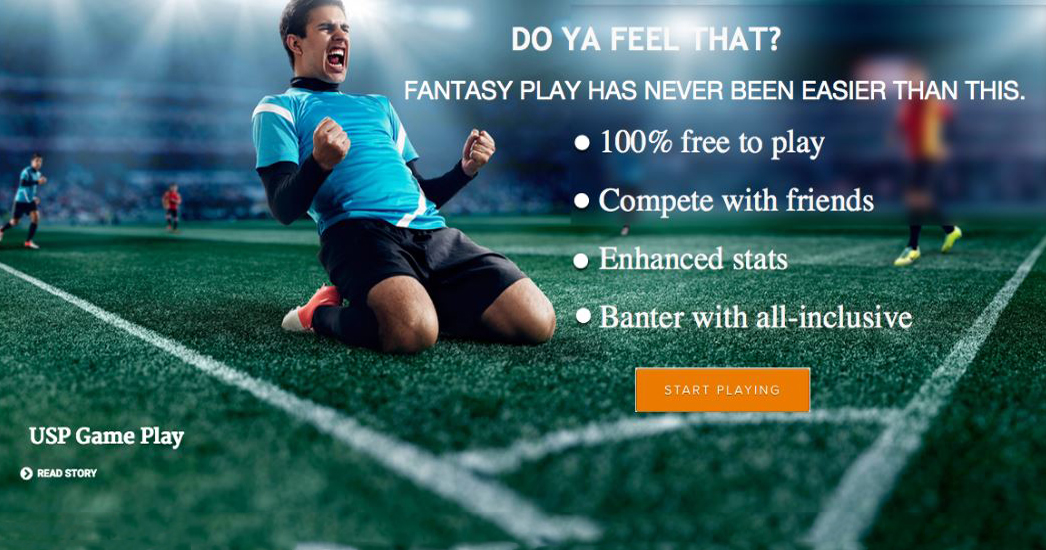 DO YA FEEL THAT?
FANTASY PLAY HAS NEVER BEEN EASIER THAN THIS.
● 100% free to play
● Compete with friends
● Enhanced stats
● Banter with all-inclusive
START PLAYING
USP Game Play
READ STORY